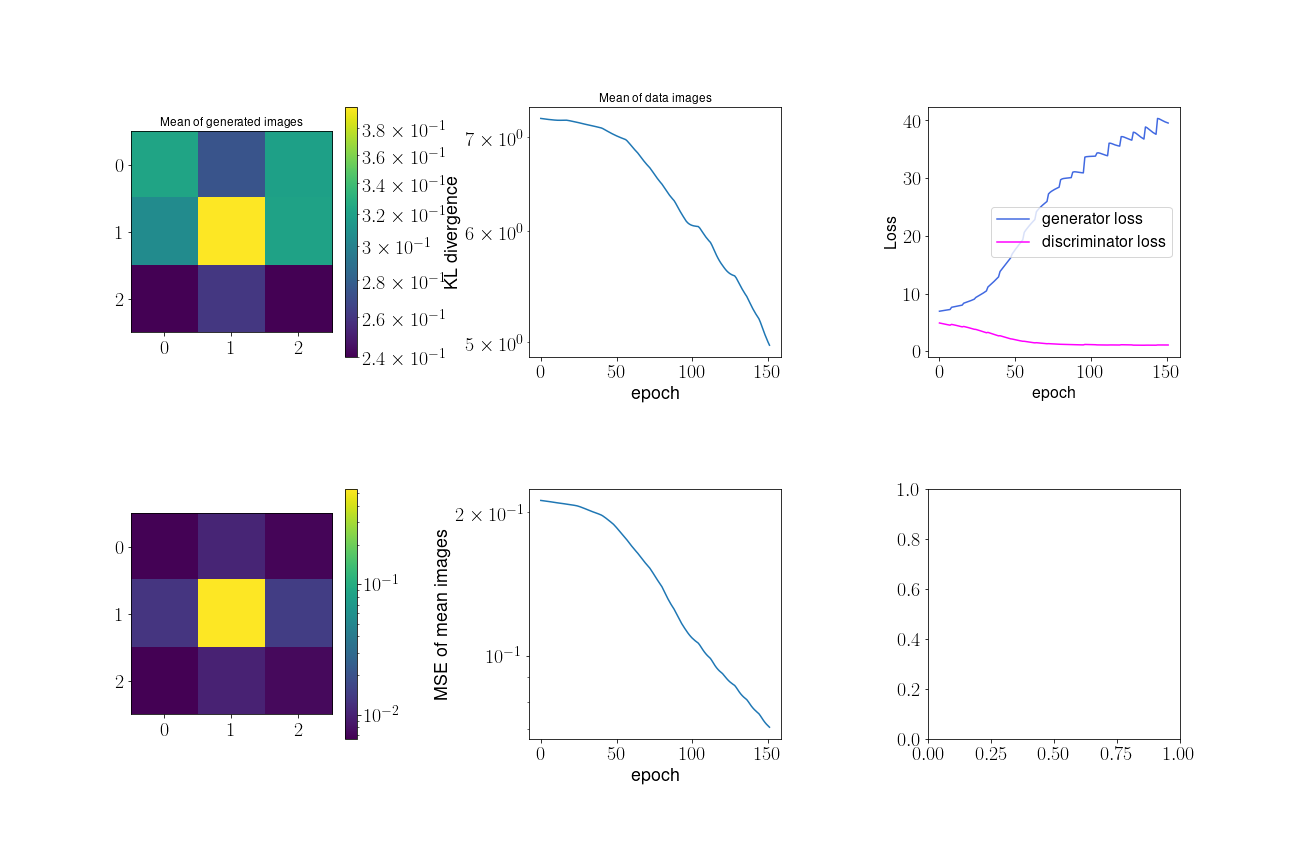 Mean of generated images
0
1
2
0 1 2
3.8 × 10⁻¹
3.6 × 10⁻¹
3.4 × 10⁻¹
3.2 × 10⁻¹
3 × 10⁻¹
2.8 × 10⁻¹
2.6 × 10⁻¹
2.4 × 10⁻¹
Mean of data images
KL divergence
7 × 10⁰
6 × 10⁰
5 × 10⁰
0 50 100 150
epoch
Loss
40
30
20
10
0
generator loss
discriminator loss
0 50 100 150
epoch
0
1
2
0 1 2
10⁻¹
10⁻²
MSE of mean images
2 × 10⁻¹
10⁻¹
0 50 100 150
epoch
1.0
0.8
0.6
0.4
0.2
0.0
0.00 0.25 0.50 0.75 1.00